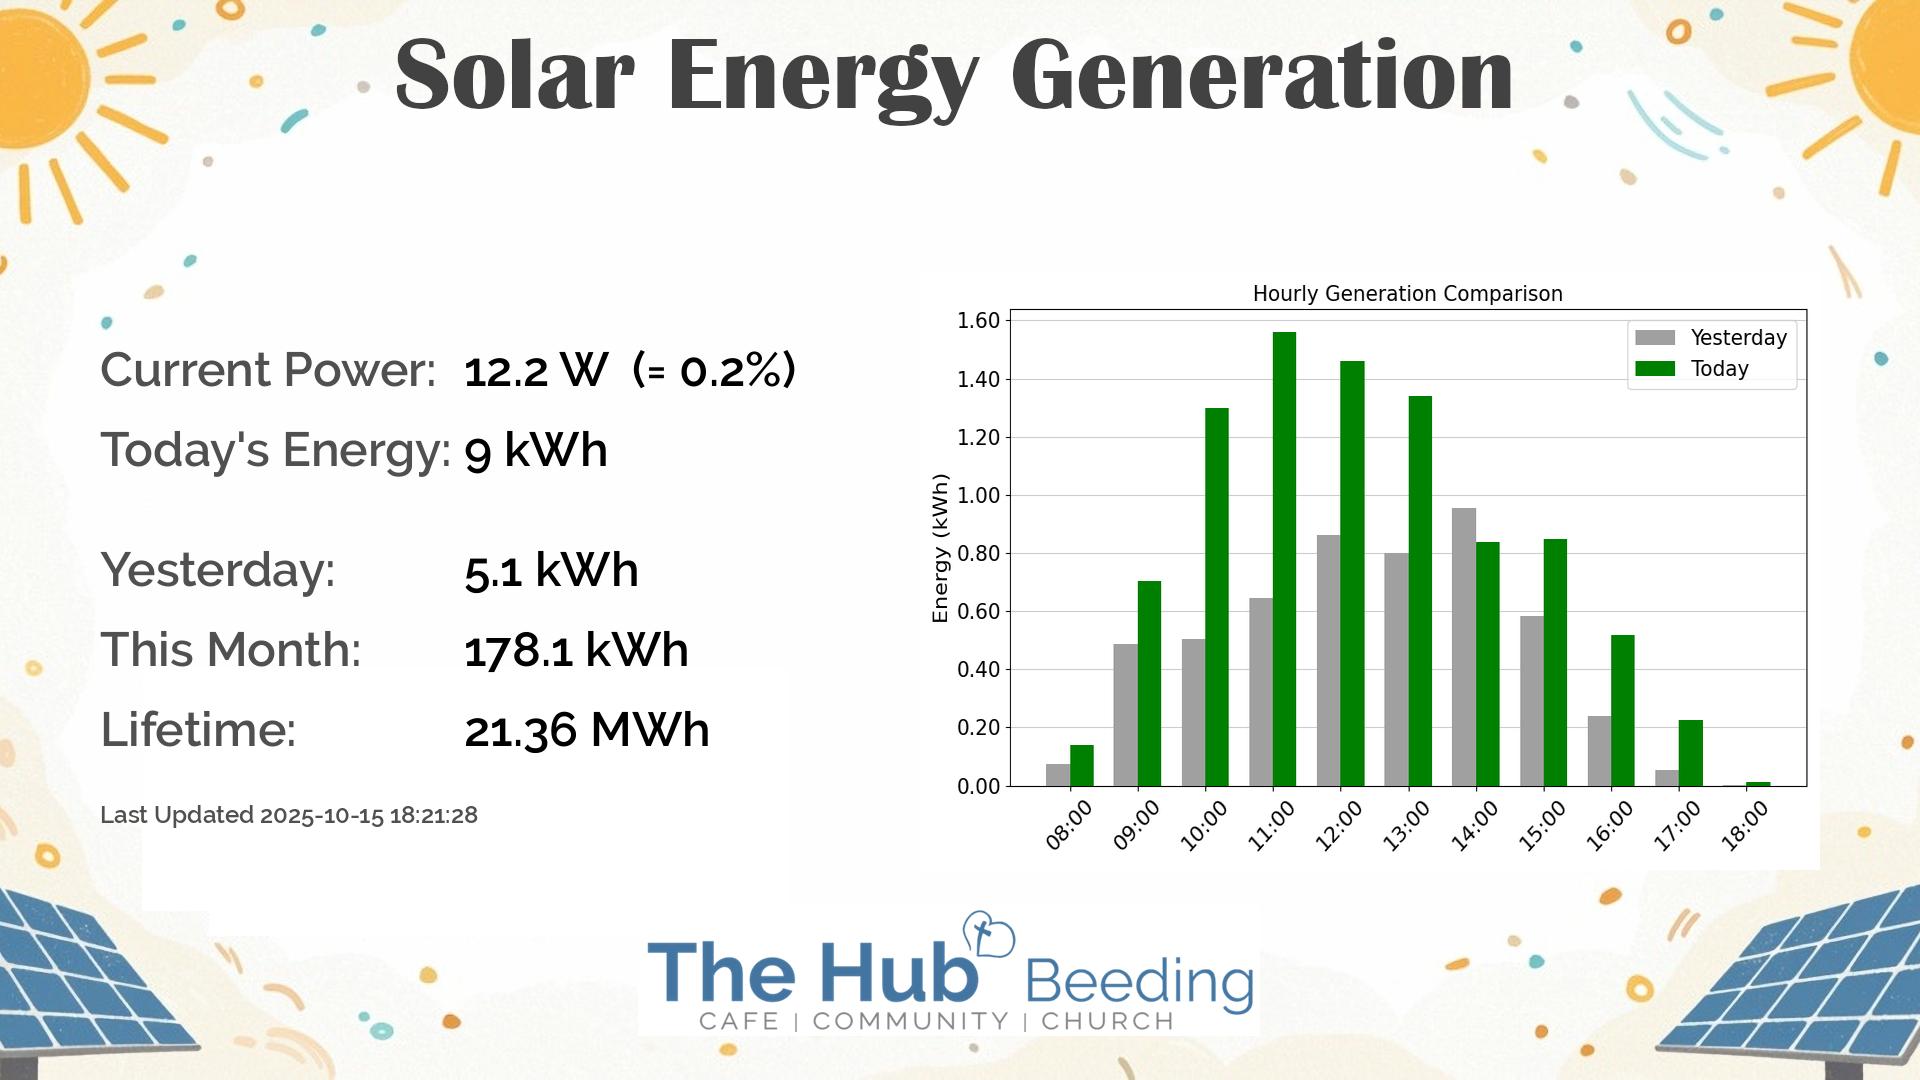 Solar Energy Generation
Current Power: 12.2 W (= 0.2%)
Today's Energy: 9 kWh
Yesterday: 5.1 kWh
This Month: 178.1 kWh
Lifetime: 21.36 MWh
Last Updated 2025-10-15 18:21:28
Hourly Generation Comparison
Yesterday
Today
Energy (kWh)
1.60
1.40
1.20
1.00
0.80
0.60
0.40
0.20
0.00
08:00 09:00 10:00 11:00 12:00 13:00 14:00 15:00 16:00 17:00 18:00
The Hub Beeding
CAFE | COMMUNITY | CHURCH